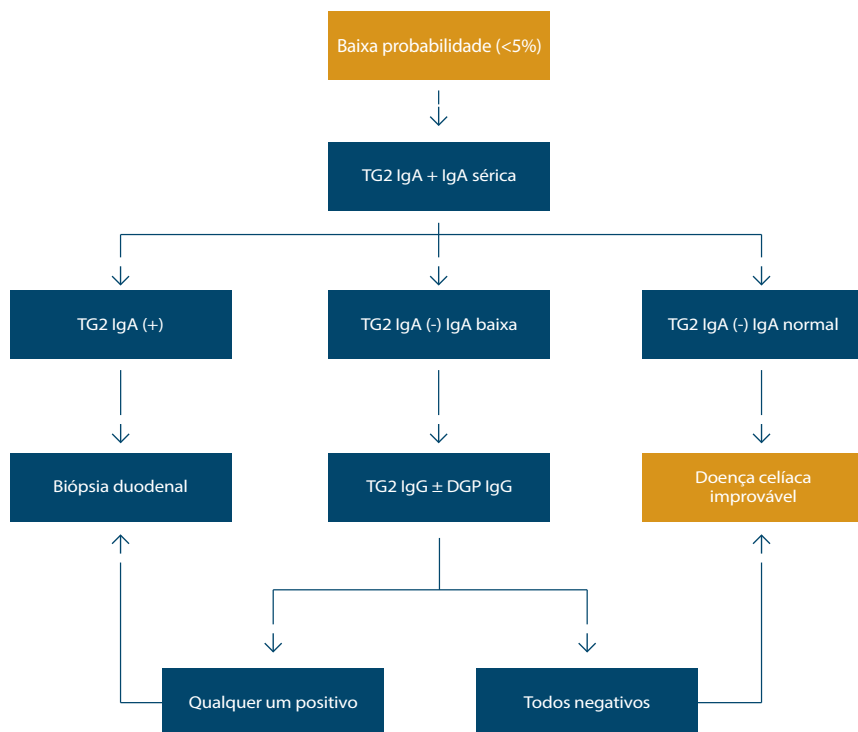 Baixa probabilidade (<5%)
TG2 IgA + IgA sérica
TG2 IgA (+)
TG2 IgA (-) IgA baixa
TG2 IgA (-) IgA normal
Biópsia duodenal
TG2 IgG ± DGP IgG
Doença celíaca
improvável
Qualquer um positivo
Todos negativos